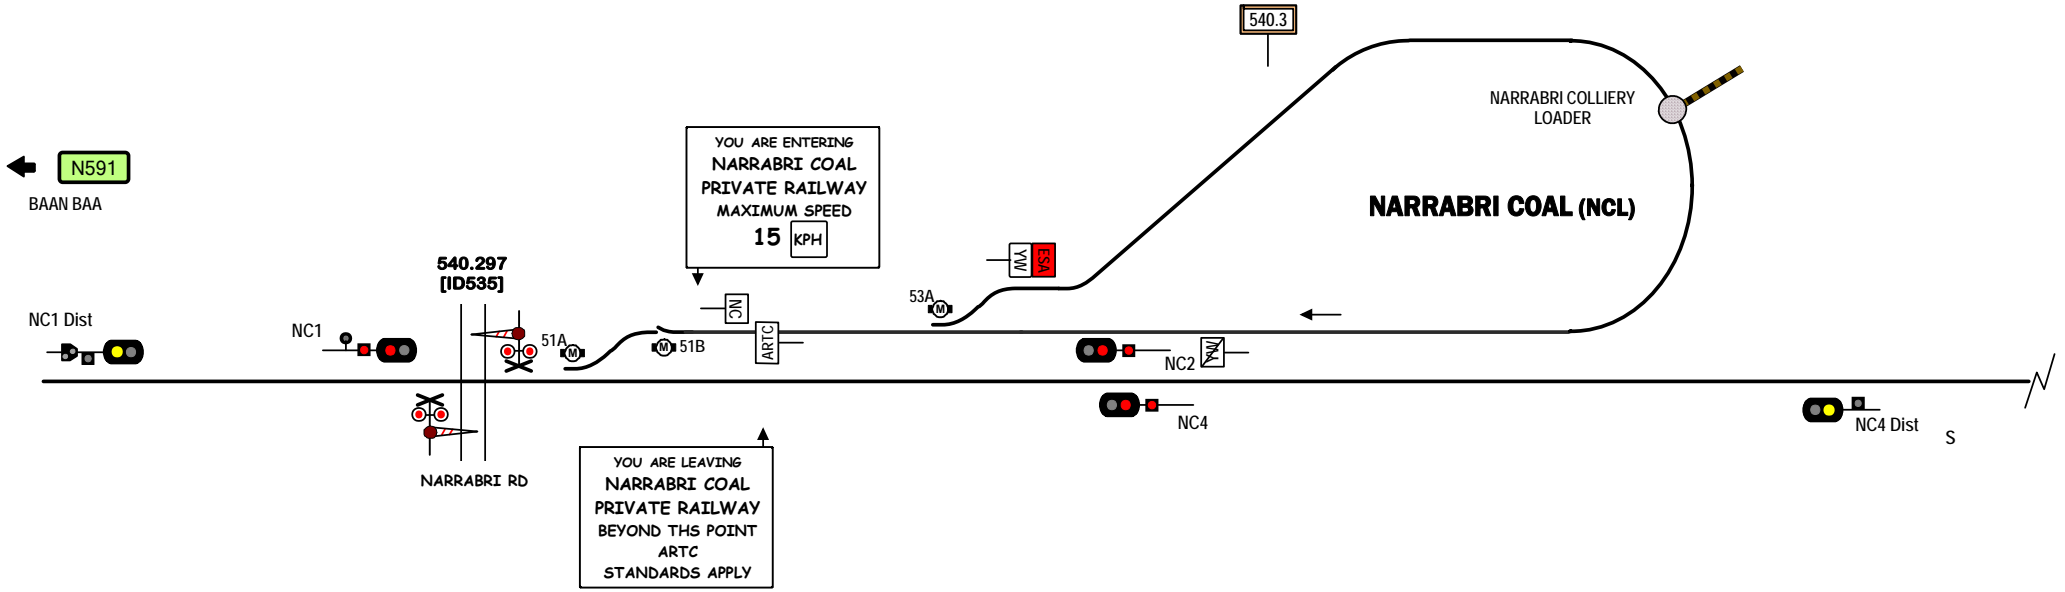 540.3
NARRABRI COLLIERY
LOADER
N591
BAAN BAA
YOU ARE ENTERING
NARRABRI COAL
PRIVATE RAILWAY
MAXIMUM SPEED
15 KPH
NARRABRI COAL (NCL)
540.297
[ID535]
YW
ESA
NC
53A
NC1 Dist
NC1
51A
M
M
51B
ARTC
M
NC2
YW
NC4
NC4 Dist
S
NARRABRI RD
YOU ARE LEAVING
NARRABRI COAL
PRIVATE RAILWAY
BEYOND THS POINT
ARTC
STANDARDS APPLY